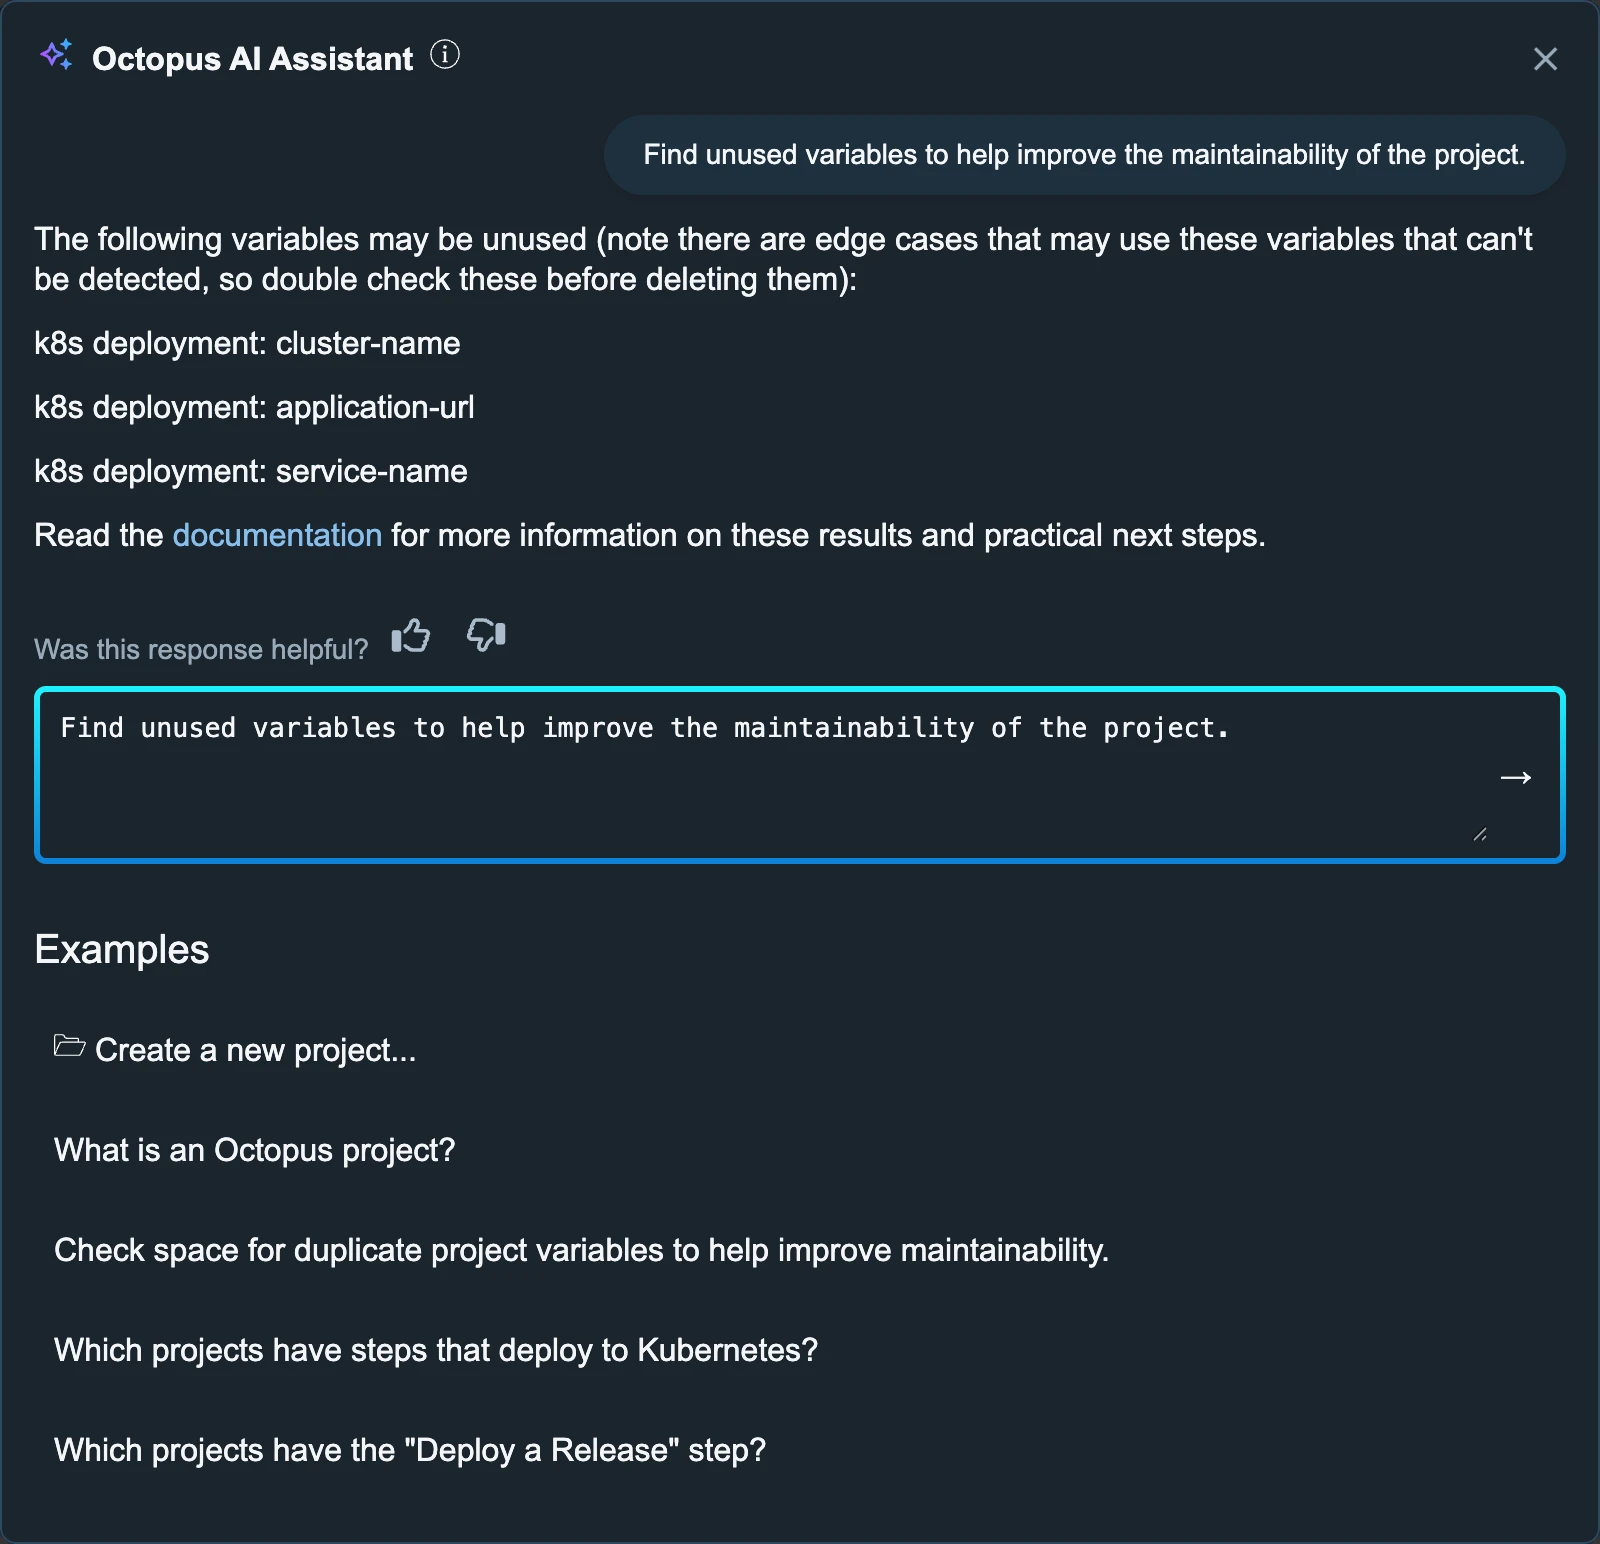 Octopus AI Assistant
Find unused variables to help improve the maintainability of the project.
The following variables may be unused (note there are edge cases that may use these variables that can't
be detected, so double check these before deleting them):
k8s deployment: cluster-name
k8s deployment: application-url
k8s deployment: service-name
Read the documentation for more information on these results and practical next steps.
Was this response helpful?
Find unused variables to help improve the maintainability of the project.
Examples
Create a new project...
What is an Octopus project?
Check space for duplicate project variables to help improve maintainability.
Which projects have steps that deploy to Kubernetes?
Which projects have the "Deploy a Release" step?